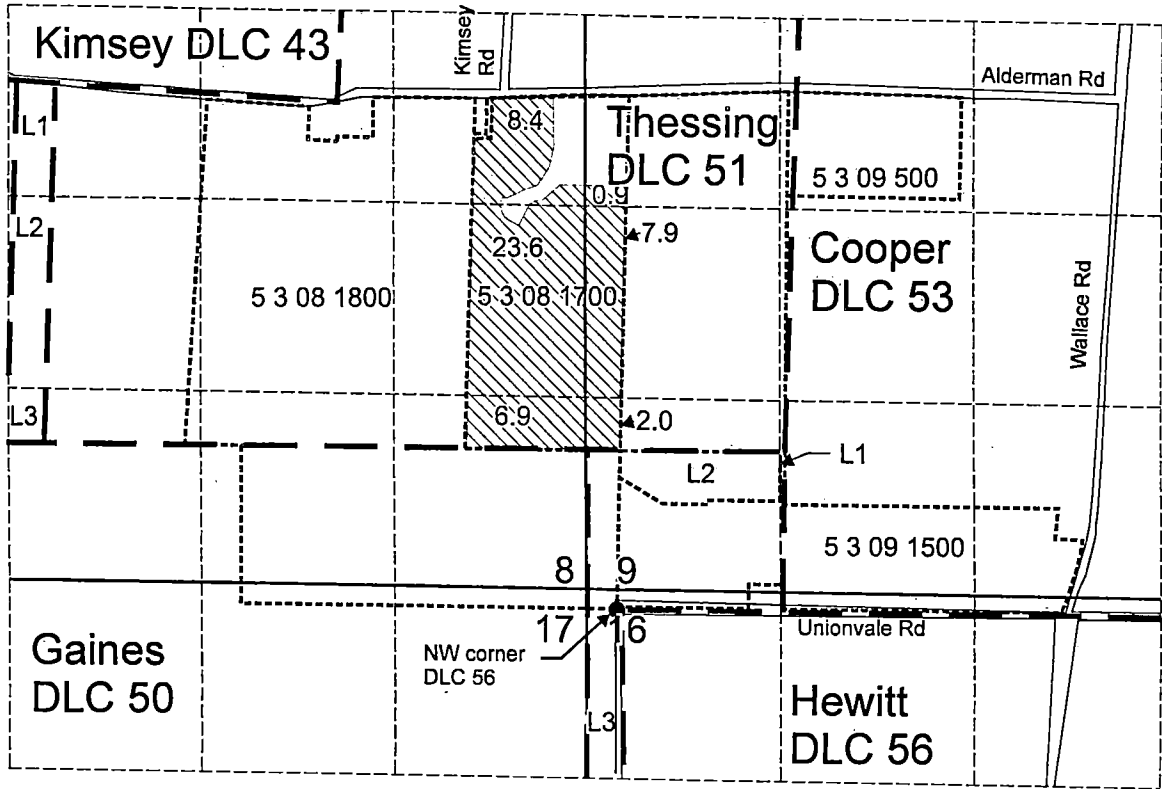 Kimsey DLC 43
Kimsey
Rd
Alderman Rd
L1
8.4
Thessing
DLC 51
5 3 09 500
0.9
L2
23.6
7.9
Cooper
DLC 53
5 3 08 1800
5 3 08 1700
Wallace Rd
L3
6.9
2.0
L2
L1
5 3 09 1500
8 9
17 6
Unionvale Rd
NW corner
DLC 56
Gaines
DLC 50
L3
Hewitt
DLC 56